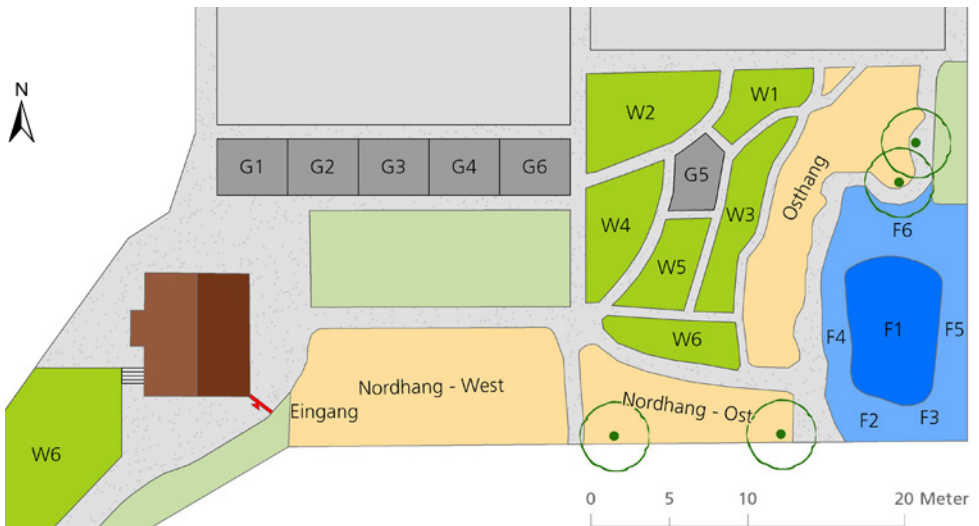 N
W2
W1
G1 G2 G3 G4 G6
G5
W4
W3
Osthang
W5
F6
W6
F4
F1
F5
Nordhang - West
Nordhang - Ost
Eingang
F2
F3
W6
0 5 10 20 Meter